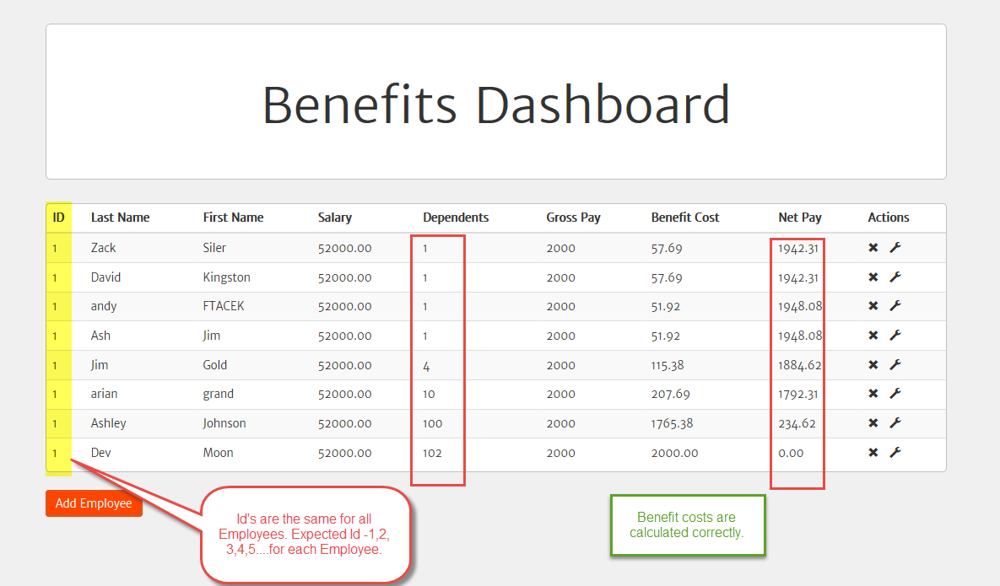 Benefits Dashboard
ID Last Name First Name Salary Dependents Gross Pay Benefit Cost Net Pay Actions
1 Zack Siler 52000.00 1 2000 57.69 1942.31
1 David Kingston 52000.00 1 2000 57.69 1942.31
1 andy FTACEK 52000.00 1 2000 51.92 1948.08
1 Ash Jim 52000.00 1 2000 51.92 1948.08
1 Jim Gold 52000.00 4 2000 115.38 1884.62
1 arian grand 52000.00 10 2000 207.69 1792.31
1 Ashley Johnson 52000.00 100 2000 1765.38 234.62
1 Dev Moon 52000.00 102 2000 2000.00 0.00
Add Employee
Id's are the same for all
Employees. Expected Id -1,2,
3,4,5....for each Employee.
Benefit costs are
calculated correctly.